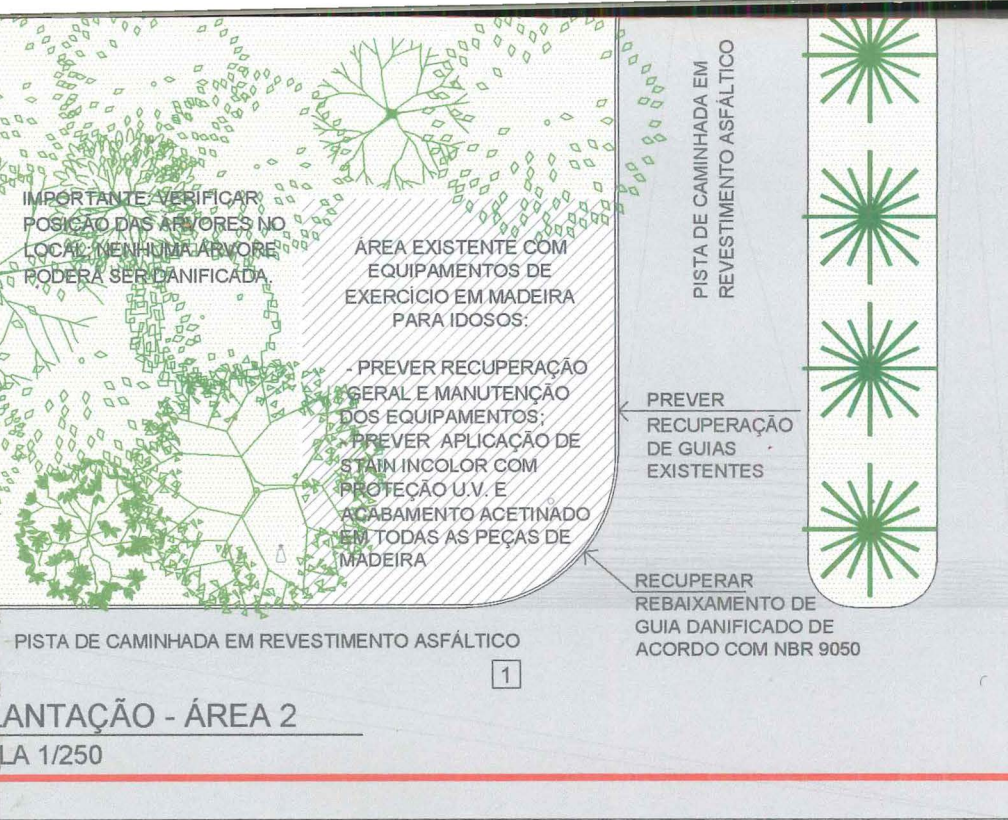 IMPORTANTE: VERIFICAR
POSIÇÃO DAS ÁRVORES NO
LOCAL. NENHUMA ÁRVORE
PODERÁ SER DANIFICADA.
ÁREA EXISTENTE COM
EQUIPAMENTOS DE
EXERCÍCIO EM MADEIRA
PARA IDOSOS:
- PREVER RECUPERAÇÃO
GERAL E MANUTENÇÃO
DOS EQUIPAMENTOS;
- PREVER APLICAÇÃO DE
STAIN INCOLOR COM
PROTEÇÃO U.V. E
ACABAMENTO ACETINADO
EM TODAS AS PEÇAS DE
MADEIRA
PISTA DE CAMINHADA EM
REVESTIMENTO ASFÁLTICO
PREVER
RECUPERAÇÃO
DE GUIAS
EXISTENTES
RECUPERAR
REBAIXAMENTO DE
GUIA DANIFICADO DE
ACORDO COM NBR 9050
PISTA DE CAMINHADA EM REVESTIMENTO ASFÁLTICO
1
LANTAÇÃO - ÁREA 2
LA 1/250